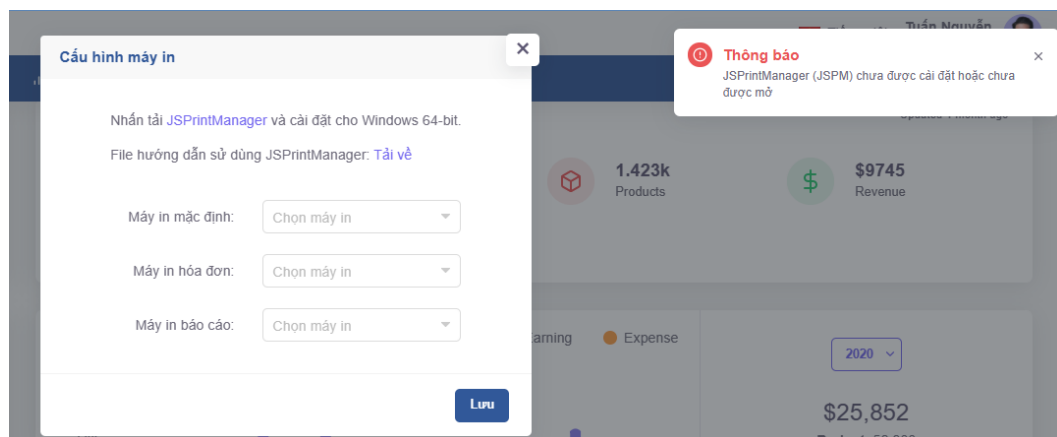 Tuấn Nguyễn
Cấu hình máy in
Thông báo
JSPrintManager (JSPM) chưa được cài đặt hoặc chưa
được mở
Nhấn tải JSPrintManager và cài đặt cho Windows 64-bit.
File hướng dẫn sử dùng JSPrintManager: Tải về
1.423k
Products
$9745
Revenue
Máy in mặc định:
Chọn máy in
Máy in hóa đơn:
Chọn máy in
Máy in báo cáo:
Chọn máy in
Earning
Expense
2020
Lưu
$25,852